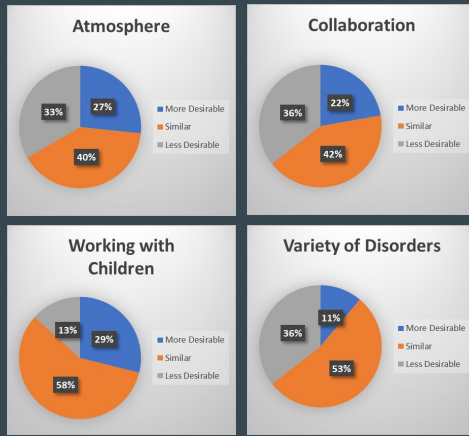 Atmosphere
27%
40%
33%
More Desirable
Similar
Less Desirable
Collaboration
22%
42%
36%
More Desirable
Similar
Less Desirable
Working with
Children
29%
58%
13%
More Desirable
Similar
Less Desirable
Variety of Disorders
11%
53%
36%
More Desirable
Similar
Less Desirable